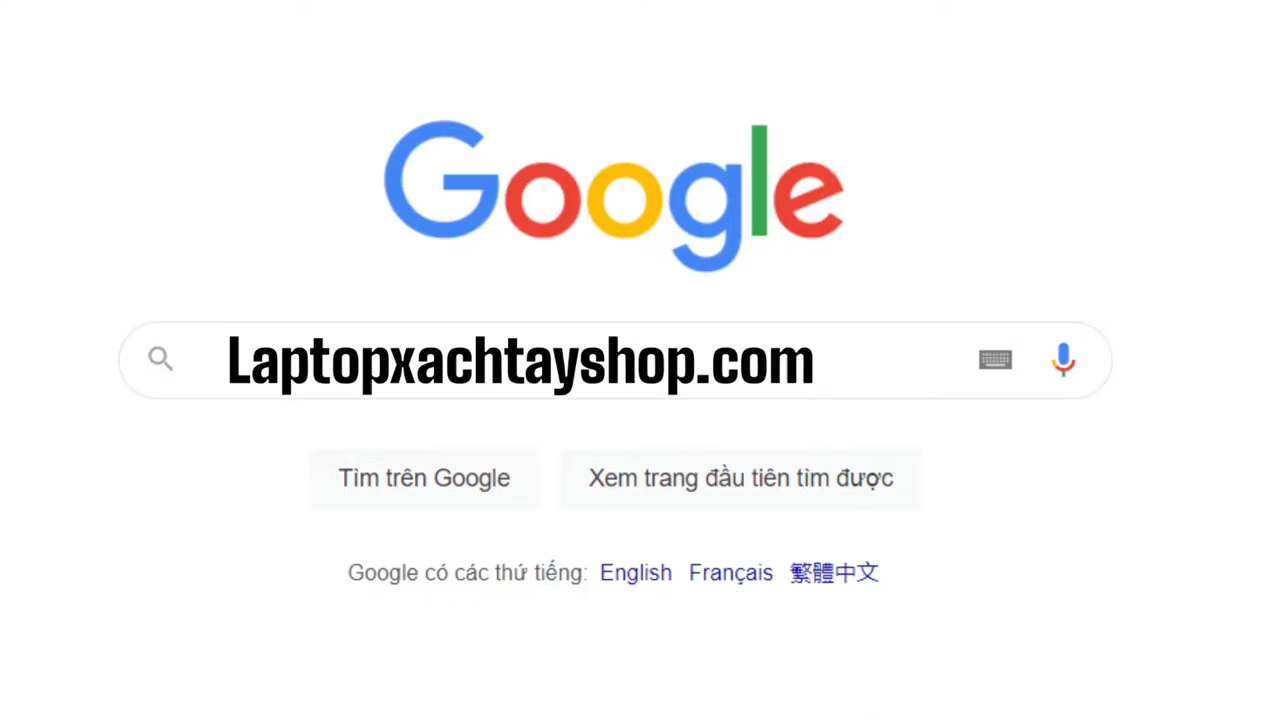 Google
Laptopxachtayshop.com
Tìm trên Google
Xem trang đầu tiên tìm được
Google có các thứ tiếng: English Français 繁體中文